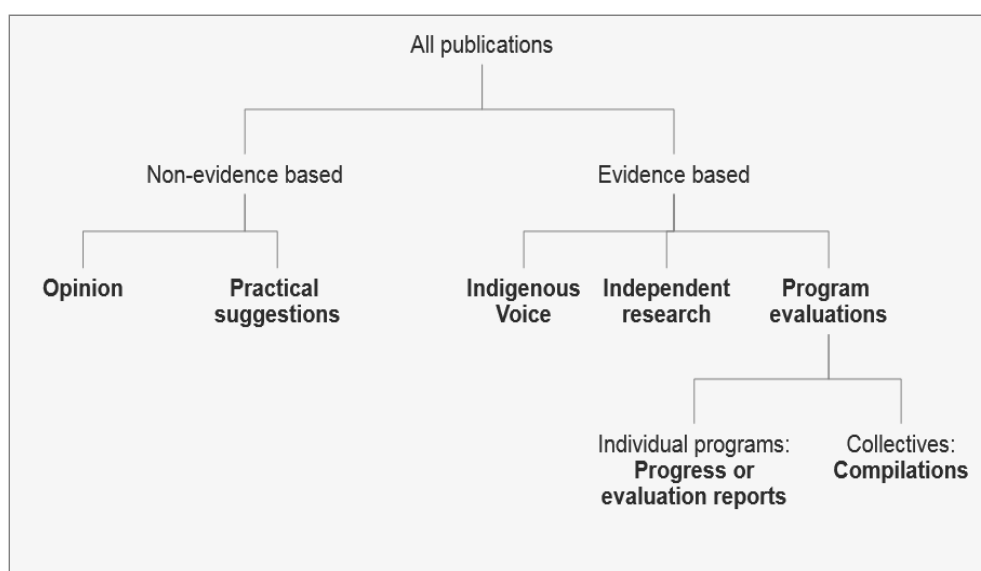 All publications
Non-evidence based
Evidence based
Opinion
Practical
suggestions
Indigenous
Voice
Independent
research
Program
evaluations
Individual programs:
Progress or
evaluation reports
Collectives:
Compilations